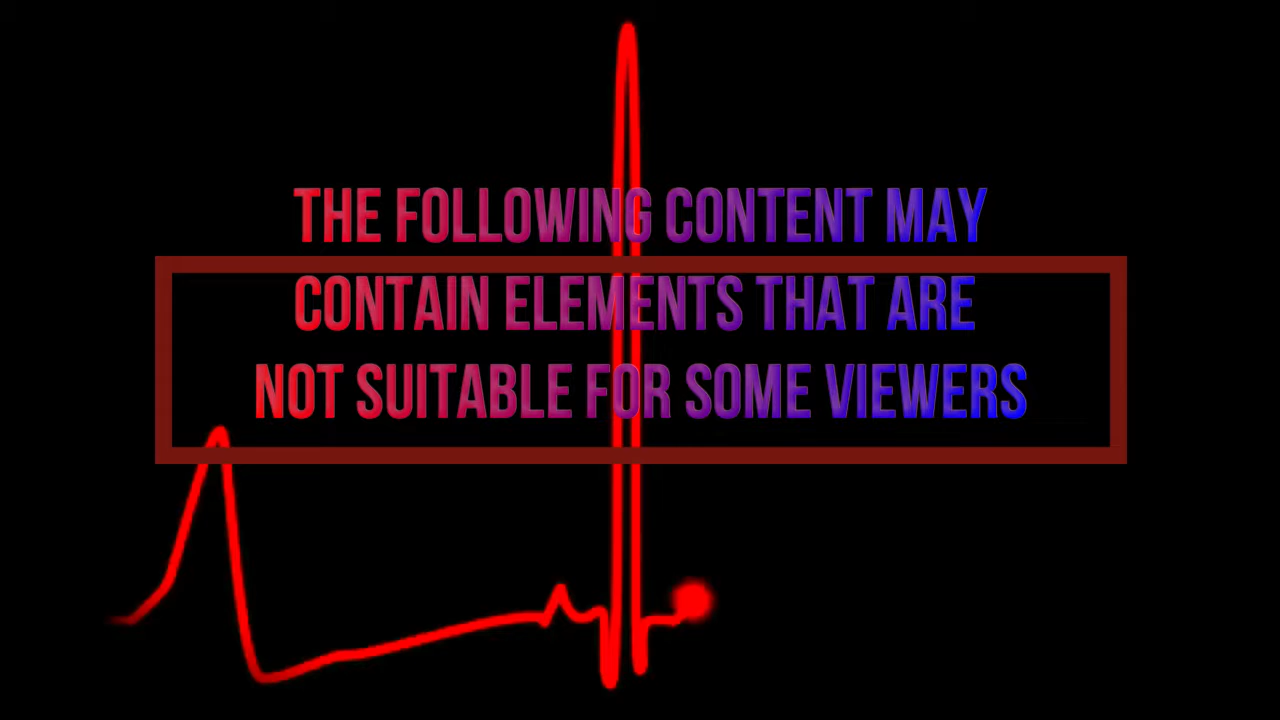 THE FOLLOWING CONTENT MAY
CONTAIN ELEMENTS THAT ARE
NOT SUITABLE FOR SOME VIEWERS